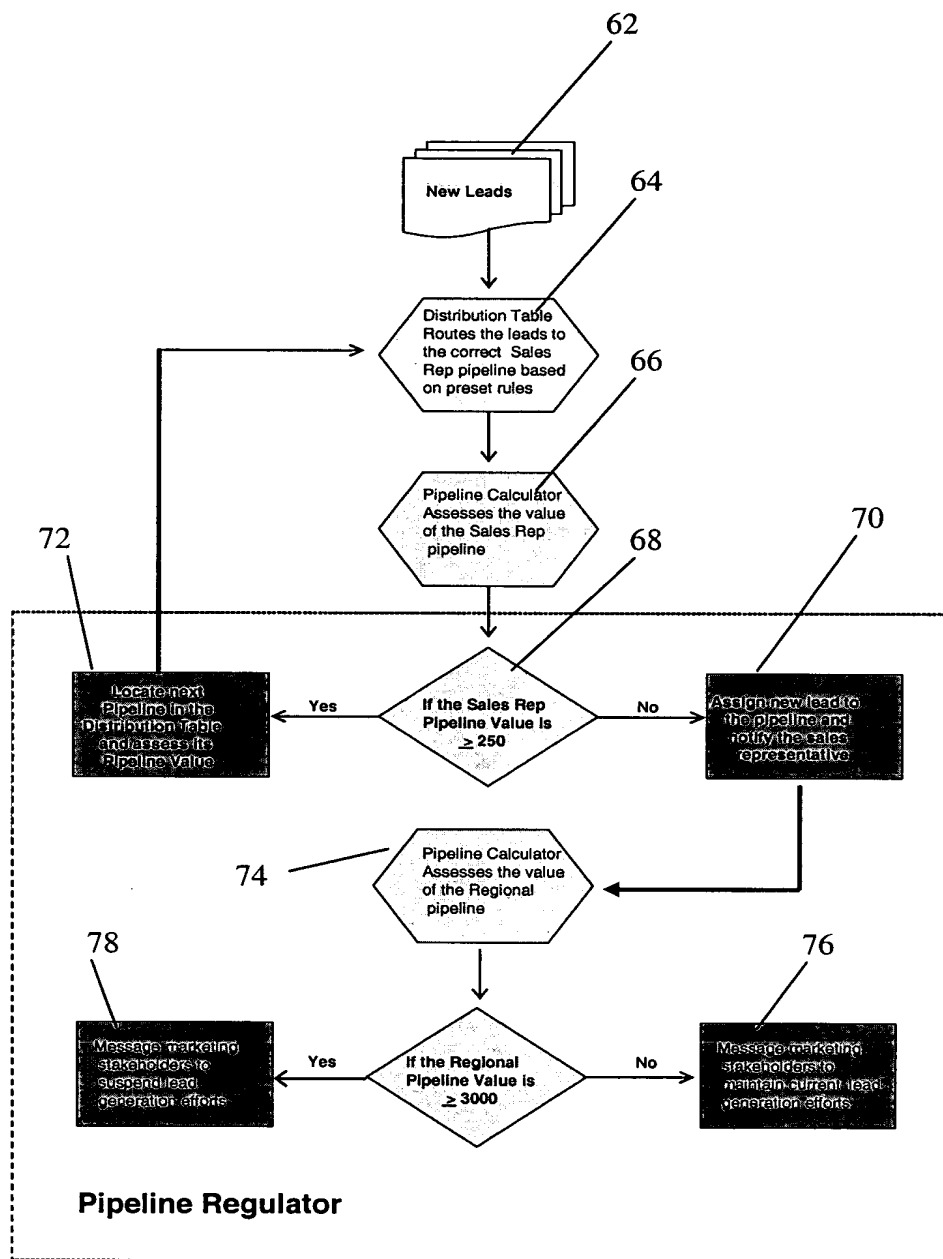 62
New Leads
64
Distribution Table
Routes the leads to
the correct Sales
Rep pipeline based
on preset rules
66
Pipeline Calculator
Assesses the value
of the Sales Rep
pipeline
72
68
70
Locate next
Pipeline in the
Distribution Table
and assess its
Pipeline Value
Yes
If the Sales Rep
Pipeline Value is
≥ 250
No
Assign new lead to
the pipeline and
notify the sales
representative
74
Pipeline Calculator
Assesses the value
of the Regional
pipeline
78
76
Message marketing
stakeholders to
suspend lead
generation efforts
Yes
If the Regional
Pipeline Value is
≥ 3000
No
Message marketing
stakeholders to
maintain current lead
generation efforts
Pipeline Regulator